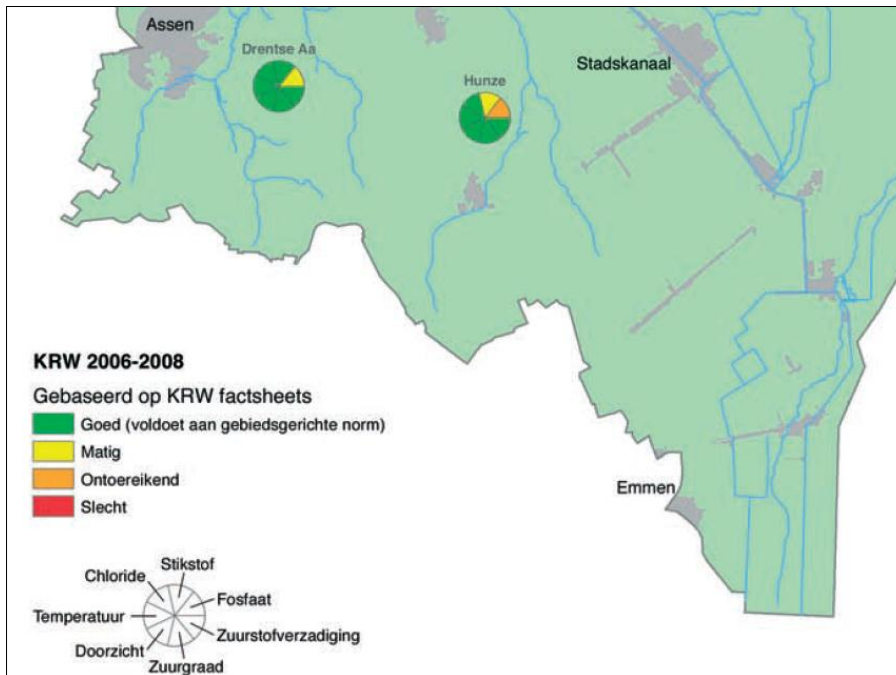 Assen
Drentse Aa
Hunze
Stadskanaal
KRW 2006-2008
Gebaseerd op KRW factsheets
Goed (voldoet aan gebiedsgerichte norm)
Matig
Ontoereikend
Slecht
Emmen
Stikstof
Chloride
Fosfaat
Temperatuur
Zuurstofverzadiging
Doorzicht
Zuurgraad